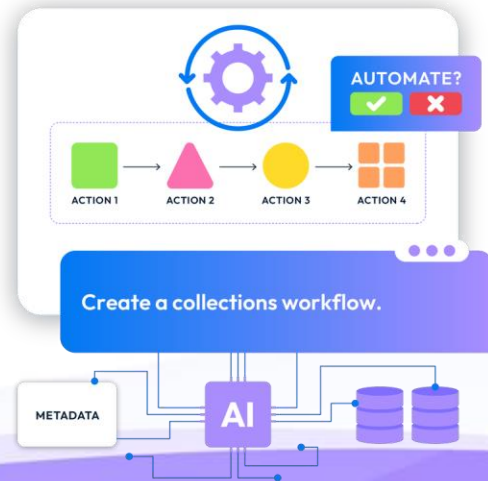 AUTOMATE?
ACTION 1
ACTION 2
ACTION 3
ACTION 4
Create a collections workflow.
METADATA
AI